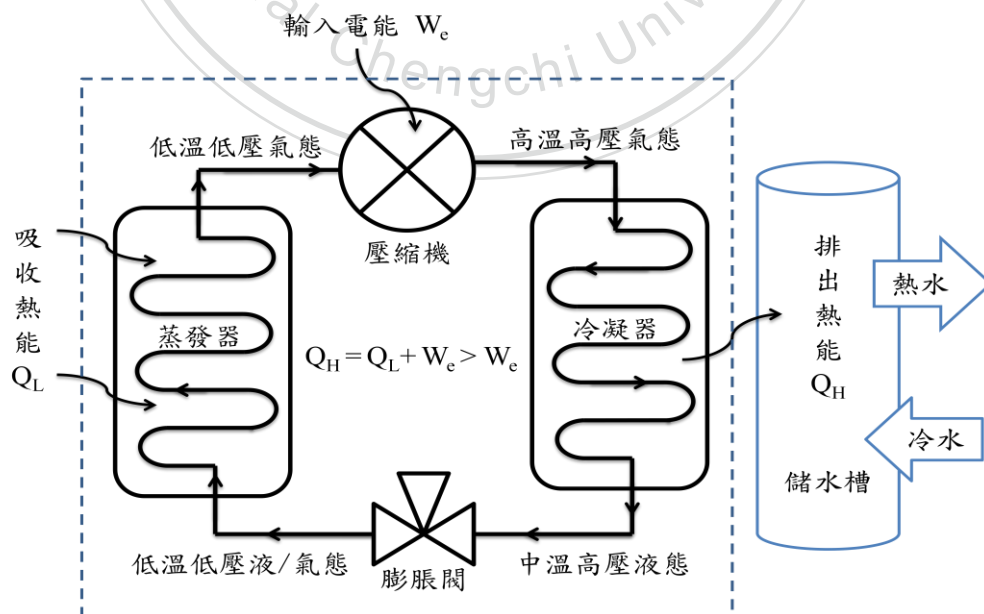 al Chengchi Univ
輸入電能 We
低溫低壓氣態
高溫高壓氣態
壓縮機
吸收熱能 QL
蒸發器
QH = QL + We > We
冷凝器
排出熱能 QH
熱水
冷水
儲水槽
低溫低壓液/氣態
膨脹閥
中溫高壓液態